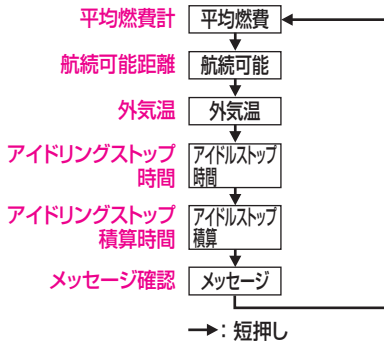 平均燃費計 平均燃費
航続可能距離 航続可能
外気温 外気温
アイドリングストップ アイドルストップ
時間 時間
アイドリングストップ アイドルストップ
積算時間 積算
メッセージ確認 メッセージ
→：短押し